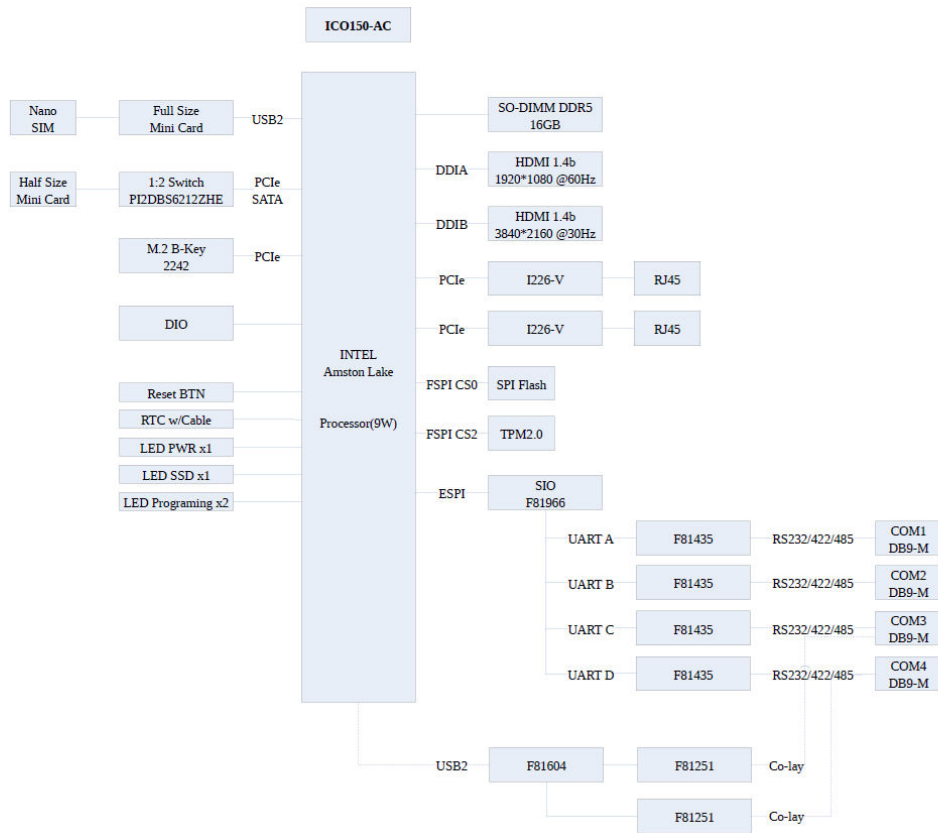 ICO150-AC
Nano
SIM
Full Size
Mini Card
USB2
Half Size
Mini Card
1:2 Switch
PI2DBS6212ZHE
PCIe
SATA
M.2 B-Key
2242
PCIe
DIO
Reset BTN
RTC w/Cable
LED PWR x1
LED SSD x1
LED Programing x2
INTEL
Amston Lake
Processor(9W)
SO-DIMM DDR5
16GB
DDIA
HDMI 1.4b
1920*1080 @60Hz
DDIB
HDMI 1.4b
3840*2160 @30Hz
PCIe
I226-V
RJ45
PCIe
I226-V
RJ45
FSPI CS0
SPI Flash
FSPI CS2
TPM2.0
ESPI
SIO
F81966
UART A
F81435
RS232/422/485
COM1
DB9-M
UART B
F81435
RS232/422/485
COM2
DB9-M
UART C
F81435
RS232/422/485
COM3
DB9-M
UART D
F81435
RS232/422/485
COM4
DB9-M
USB2
F81604
F81251
Co-lay
F81251
Co-lay